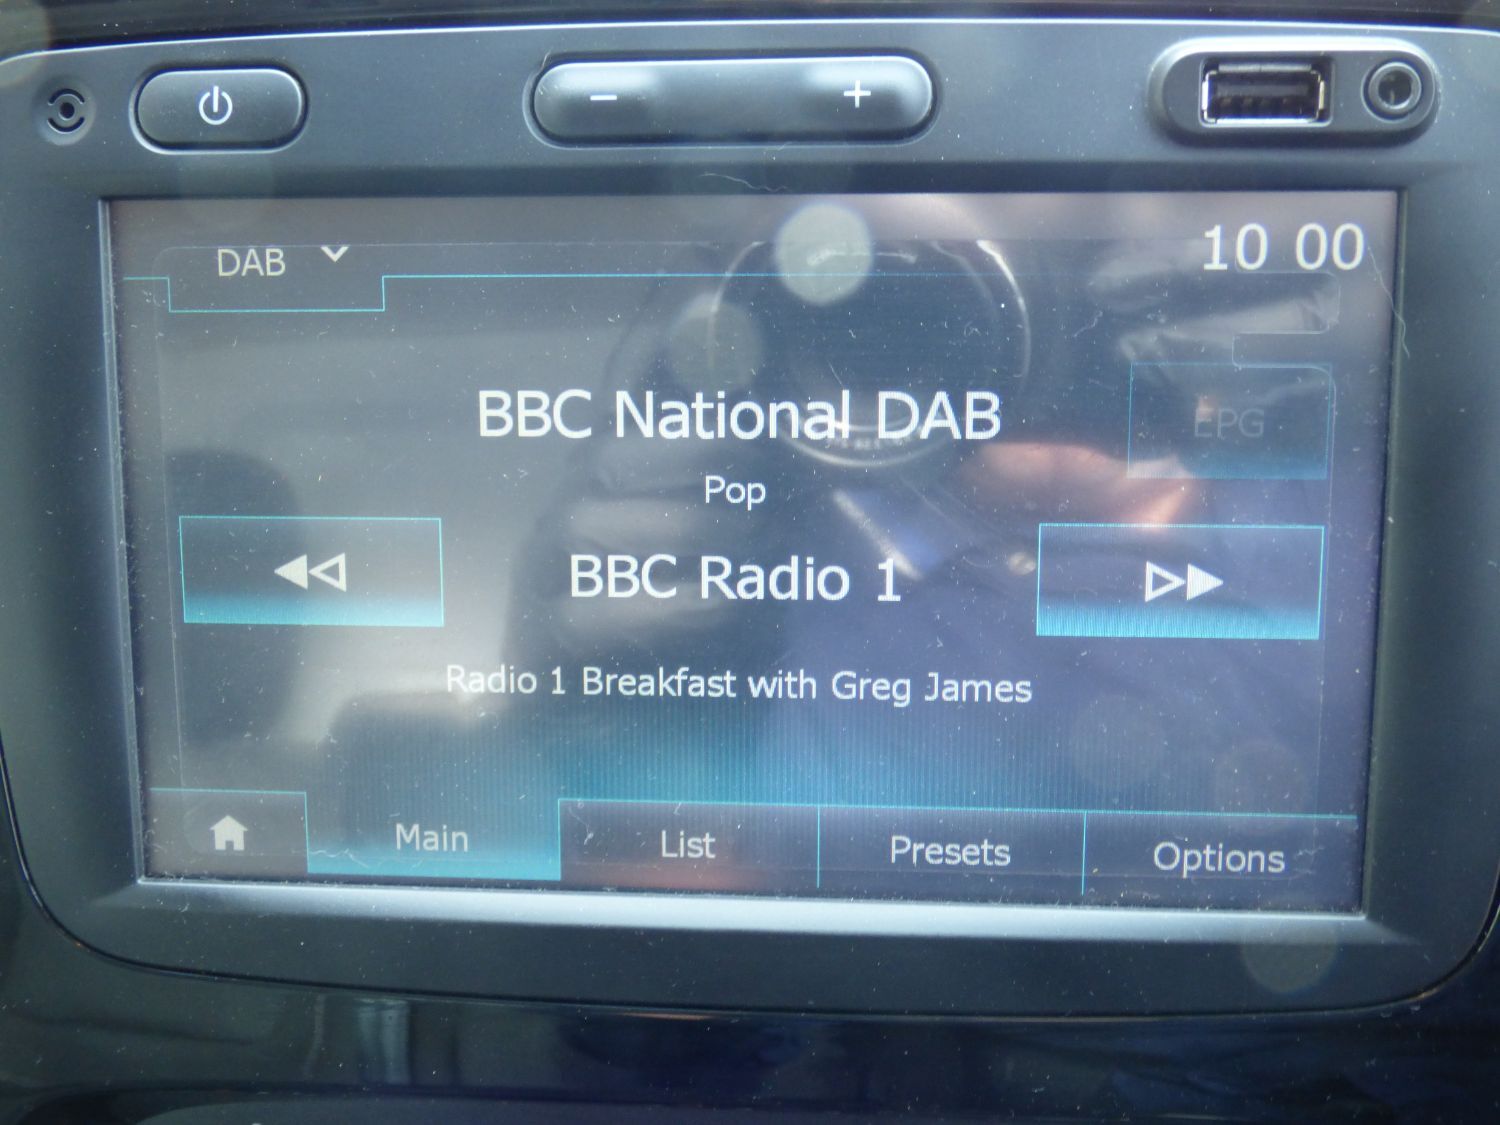 DAB
10 00
BBC National DAB
EPG
Pop
BBC Radio 1
Radio 1 Breakfast with Greg James
Main
List
Presets
Options